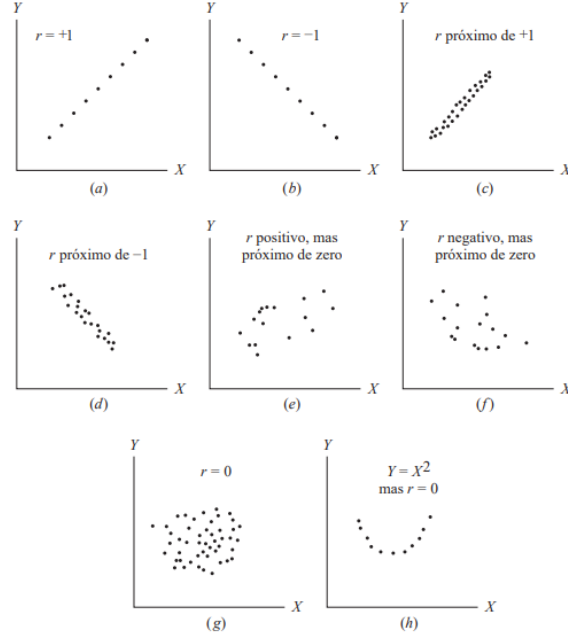 Y
r = +1
X
(a)
Y
r = −1
X
(b)
Y
r próximo de +1
X
(c)
Y
r próximo de −1
X
(d)
Y
r positivo, mas
próximo de zero
X
(e)
Y
r negativo, mas
próximo de zero
X
(f)
Y
r = 0
X
(g)
Y
Y = X²
mas r = 0
X
(h)